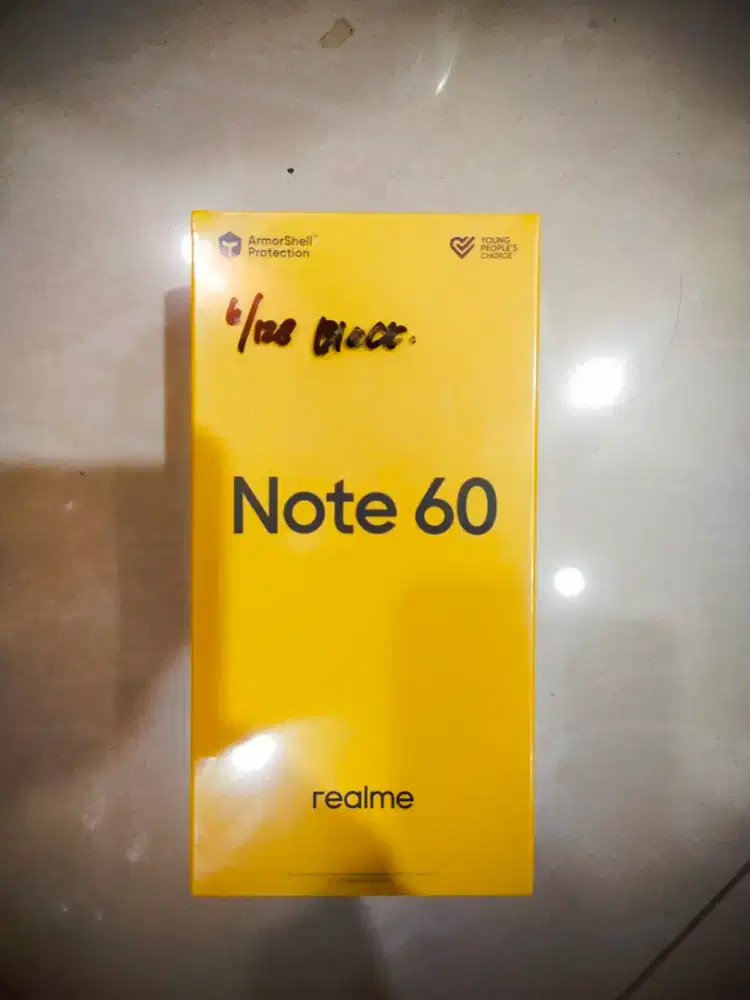 ArmorShell™
Protection
YOUNG
PEOPLE'S
CHOICE
6/128 Black.
Note 60
realme